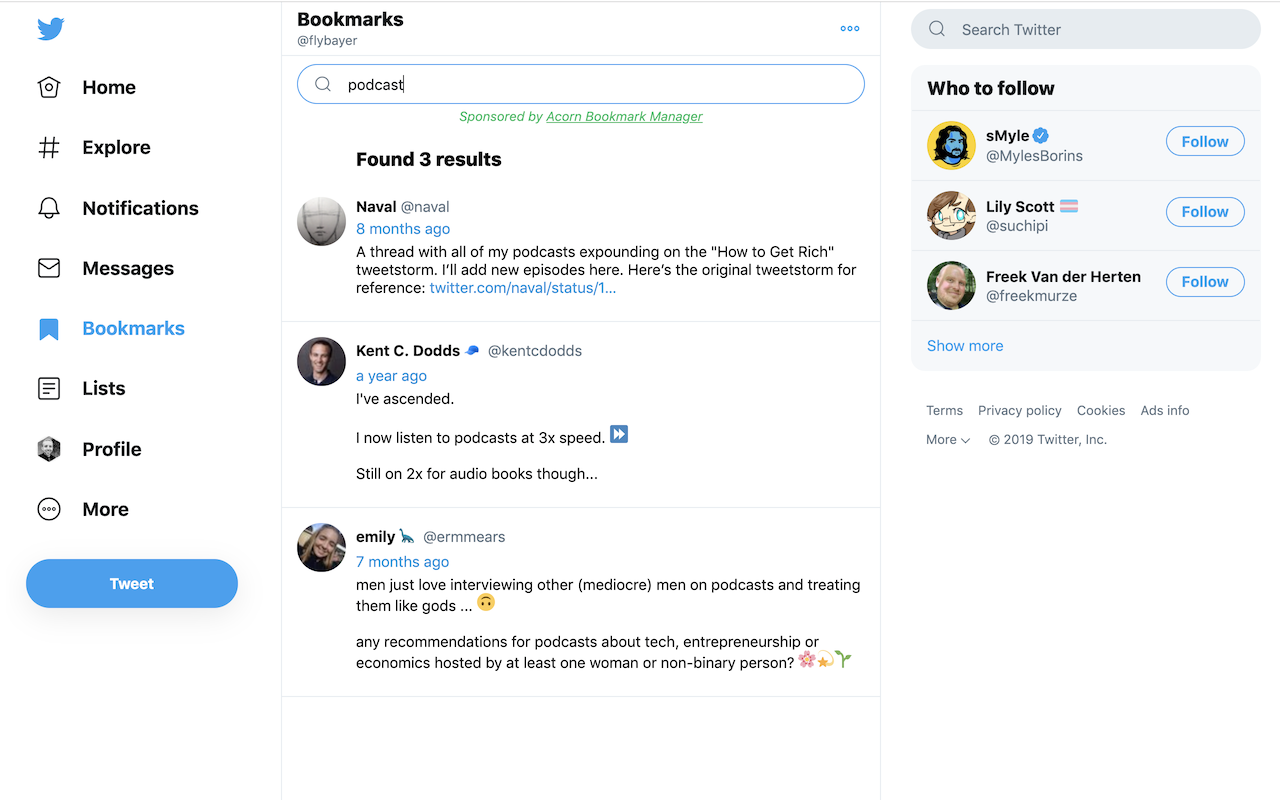 Home
Explore
Notifications
Messages
Bookmarks
Lists
Profile
More
Tweet
Bookmarks
@flybayer
podcast
Sponsored by Acorn Bookmark Manager
Found 3 results
Naval @naval
8 months ago
A thread with all of my podcasts expounding on the "How to Get Rich"
tweetstorm. I’ll add new episodes here. Here’s the original tweetstorm for
reference: twitter.com/naval/status/1...
Kent C. Dodds 🧢 @kentcdodds
a year ago
I've ascended.
I now listen to podcasts at 3x speed. ⏩
Still on 2x for audio books though...
emily 🦕 @ermmears
7 months ago
men just love interviewing other (mediocre) men on podcasts and treating
them like gods ... 🙃
any recommendations for podcasts about tech, entrepreneurship or
economics hosted by at least one woman or non-binary person? 🌸💫🌱
Search Twitter
Who to follow
sMyle
@MylesBorins
Follow
Lily Scott
@suchipi
Follow
Freek Van der Herten
@freekmurze
Follow
Show more
Terms Privacy policy Cookies Ads info
More © 2019 Twitter, Inc.